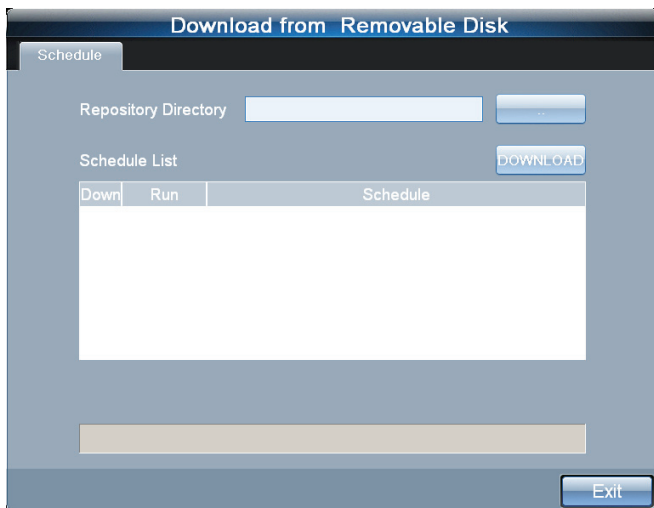 Download from Removable Disk
Schedule
Repository Directory
..
Schedule List
DOWNLOAD
Down Run Schedule
Exit